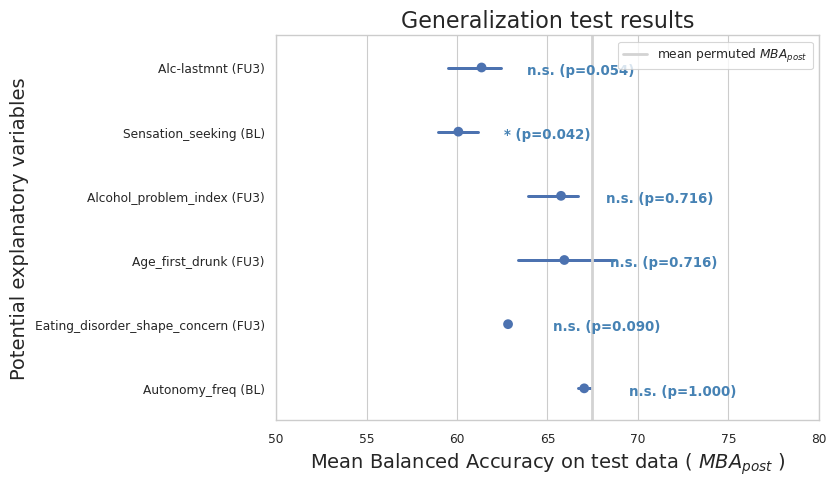 Generalization test results
mean permuted MBA_post
Potential explanatory variables
Alc-lastmnt (FU3)
n.s. (p=0.054)
Sensation_seeking (BL)
* (p=0.042)
Alcohol_problem_index (FU3)
n.s. (p=0.716)
Age_first_drunk (FU3)
n.s. (p=0.716)
Eating_disorder_shape_concern (FU3)
n.s. (p=0.090)
Autonomy_freq (BL)
n.s. (p=1.000)
50 55 60 65 70 75 80
Mean Balanced Accuracy on test data ( MBA_post )